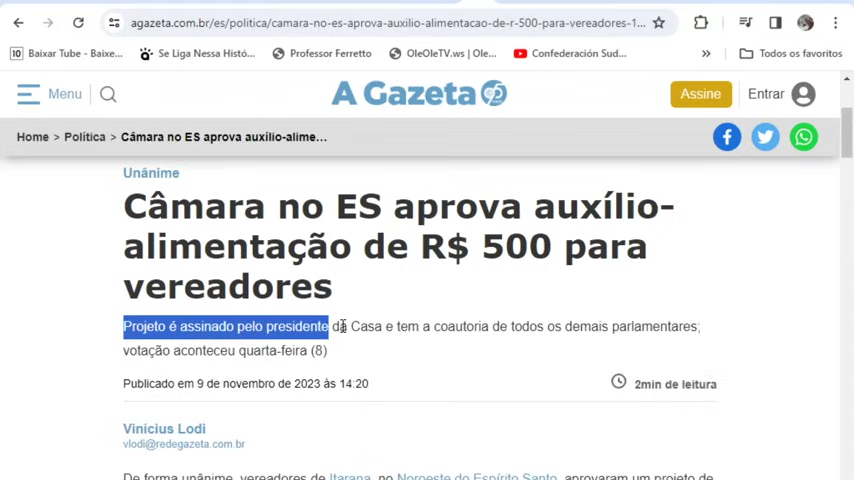 agazeta.com.br/es/politica/camara-no-es-aprova-auxilio-alimentacao-de-r-500-para-vereadores-1...
10 Baixar Tube - Baixe...
Se Liga Nessa Histó...
Professor Ferretto
OleOleTV.ws | Ole...
Confederación Sud...
»
Todos os favoritos
Menu
A Gazeta 95
Assine
Entrar
Home > Política > Câmara no ES aprova auxílio-alime...
Unânime
Câmara no ES aprova auxílio-
alimentação de R$ 500 para
vereadores
Projeto é assinado pelo presidente da Casa e tem a coautoria de todos os demais parlamentares;
votação aconteceu quarta-feira (8)
Publicado em 9 de novembro de 2023 às 14:20
2min de leitura
Vinicius Lodi
vlodi@redegazeta.com.br
De forma unânime, vereadores de Itarana, no Noroeste do Espírito Santo, aprovaram um projeto de